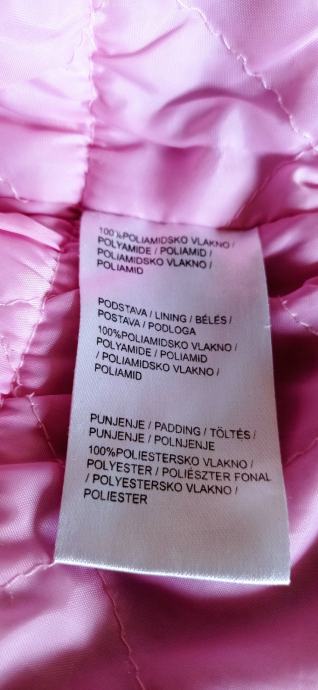 100%POLIAMIDSKO VLAKNO /
POLYAMIDE / POLIAMID /
POLIAMIDSKO VLAKNO /
POLIAMID
PODSTAVA / LINING / BÉLÉS /
POSTAVA / PODLOGA
100%POLIAMIDSKO VLAKNO /
POLYAMIDE / POLIAMID
/ POLIAMIDSKO VLAKNO /
POLIAMID
PUNJENJE / PADDING / TÖLTÉS /
PUNJENJE / POLNJENJE
100%POLIESTERSKO VLAKNO /
POLYESTER / POLIÉSZTER FONAL
/ POLYESTERSKO VLAKNO /
POLIESTER